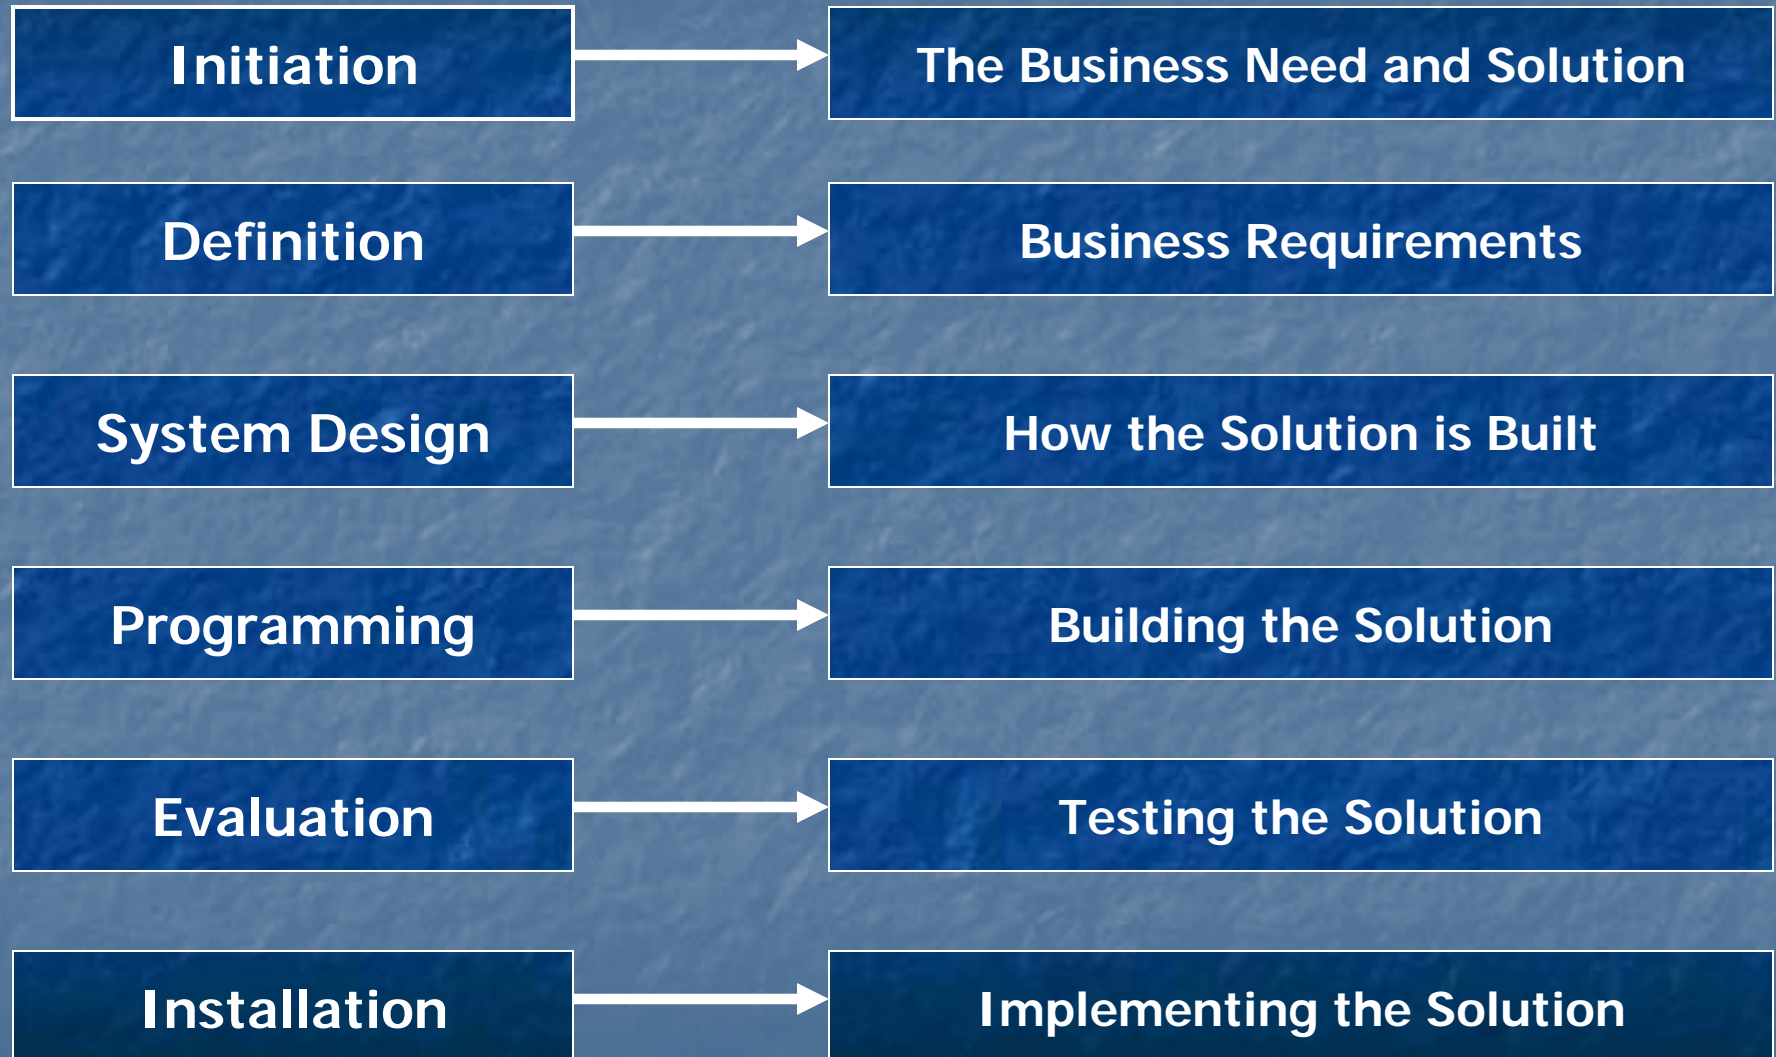 Initiation
The Business Need and Solution
Definition
Business Requirements
System Design
How the Solution is Built
Programming
Building the Solution
Evaluation
Testing the Solution
Installation
Implementing the Solution